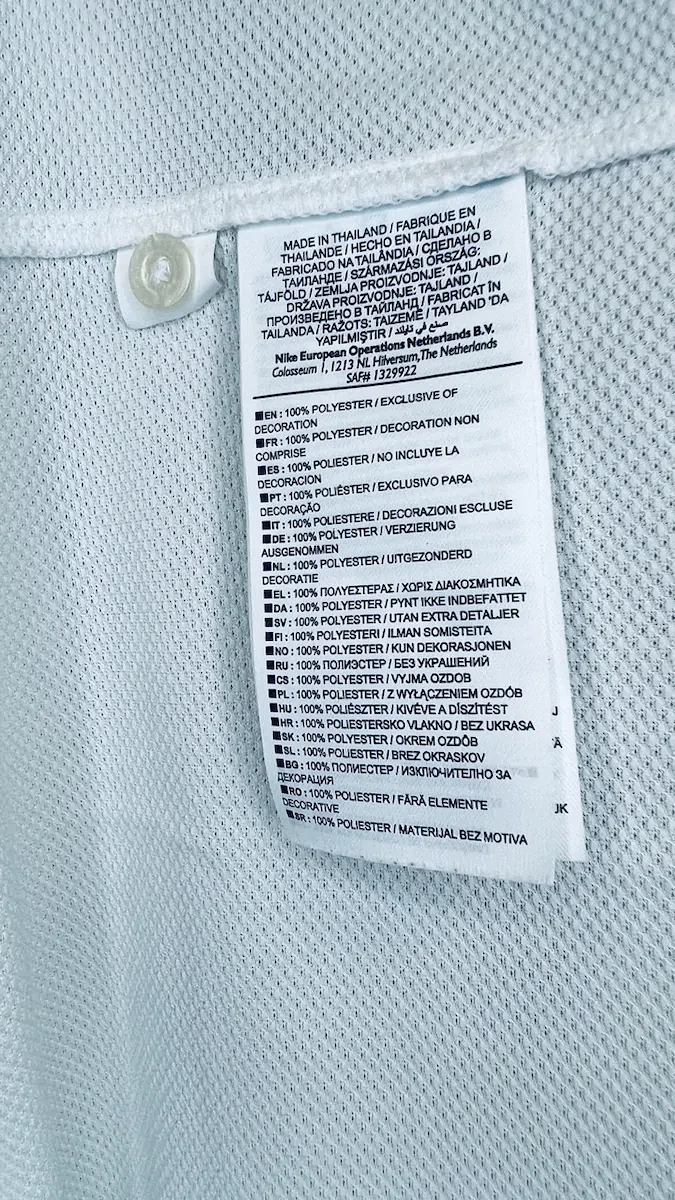 MADE IN THAILAND / FABRIQUE EN
THAILANDE / HECHO EN TAILANDIA /
FABRICADO NA TAILÂNDIA / СДЕЛАНО В
ТАИЛАНДЕ / SZÁRMAZÁSI ORSZÁG:
TÁJFÖLD / ZEMLJA PROIZVODNJE: TAJLAND /
DRŽAVA PROIZVODNJE: TAJLAND /
ПРОИЗВЕДЕНО В ТАЙЛАНД / FABRICAT ÎN
TAILANDA / RAŽOTS: TAIZEME / TAYLAND 'DA
YAPILMIŞTIR / صنع في تايلاند
Nike European Operations Netherlands B.V.
Colosseum 1, 1213 NL Hilversum,The Netherlands
SAF# 1329922
■EN : 100% POLYESTER / EXCLUSIVE OF
DECORATION
■FR : 100% POLYESTER / DECORATION NON
COMPRISE
■ES : 100% POLIESTER / NO INCLUYE LA
DECORACION
■PT : 100% POLIÉSTER / EXCLUSIVO PARA
DECORAÇÃO
■IT : 100% POLIESTERE / DECORAZIONI ESCLUSE
■DE : 100% POLYESTER / VERZIERUNG
AUSGENOMMEN
■NL : 100% POLYESTER / UITGEZONDERD
DECORATIE
■EL : 100% ΠΟΛΥΕΣΤΕΡΑΣ / ΧΩΡΙΣ ΔΙΑΚΟΣΜΗΤΙΚΑ
■DA : 100% POLYESTER / PYNT IKKE INDBEFATTET
■SV : 100% POLYESTER / UTAN EXTRA DETALJER
■FI : 100% POLYESTERI / ILMAN SOMISTEITA
■NO : 100% POLYESTER / KUN DEKORASJONEN
■RU : 100% ПОЛИЭСТЕР / БЕЗ УКРАШЕНИЙ
■CS : 100% POLYESTER / VYJMA OZDOB
■PL : 100% POLIESTER / Z WYŁĄCZENIEM OZDÓB
■HU : 100% POLIÉSZTER / KIVÉVE A DÍSZÍTÉST
■HR : 100% POLIESTERSKO VLAKNO / BEZ UKRASA
■SK : 100% POLYESTER / OKREM OZDÔB
■SL : 100% POLIESTER / BREZ OKRASKOV
■BG : 100% ПОЛИЕСТЕР / ИЗКЛЮЧИТЕЛНО ЗА
ДЕКОРАЦИЯ
■RO : 100% POLIESTER / FĂRĂ ELEMENTE
DECORATIVE
■SR : 100% POLIESTER / MATERIJAL BEZ MOTIVA